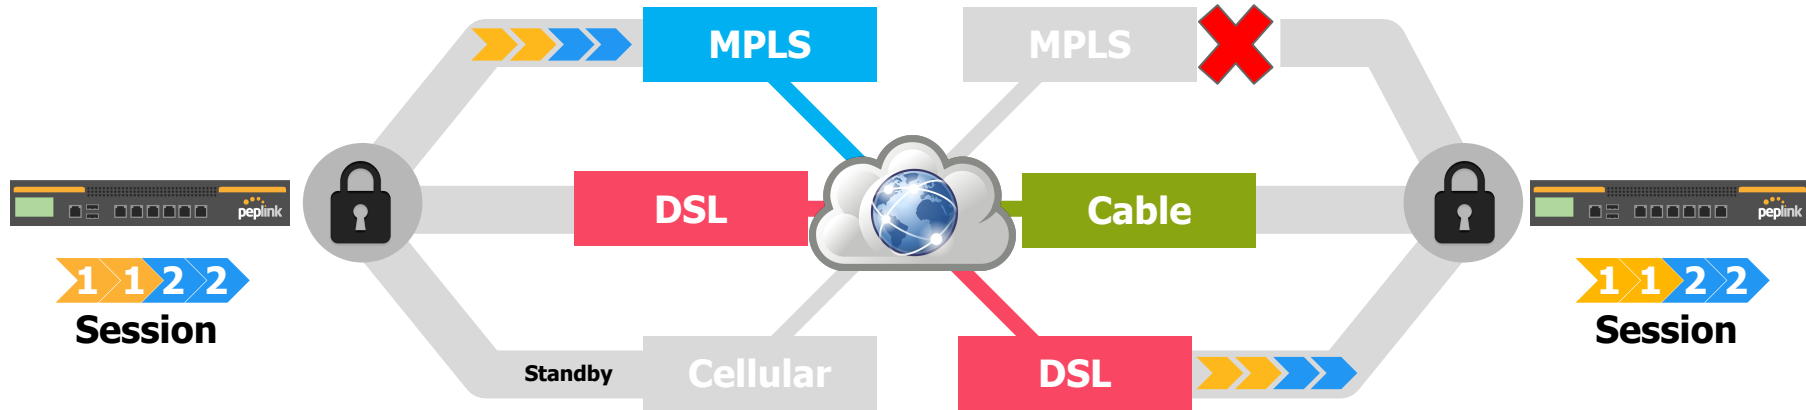 MPLS
MPLS
DSL
Cable
peplink
peplink
1 1 2 2
Session
1 1 2 2
Session
Standby
Cellular
DSL